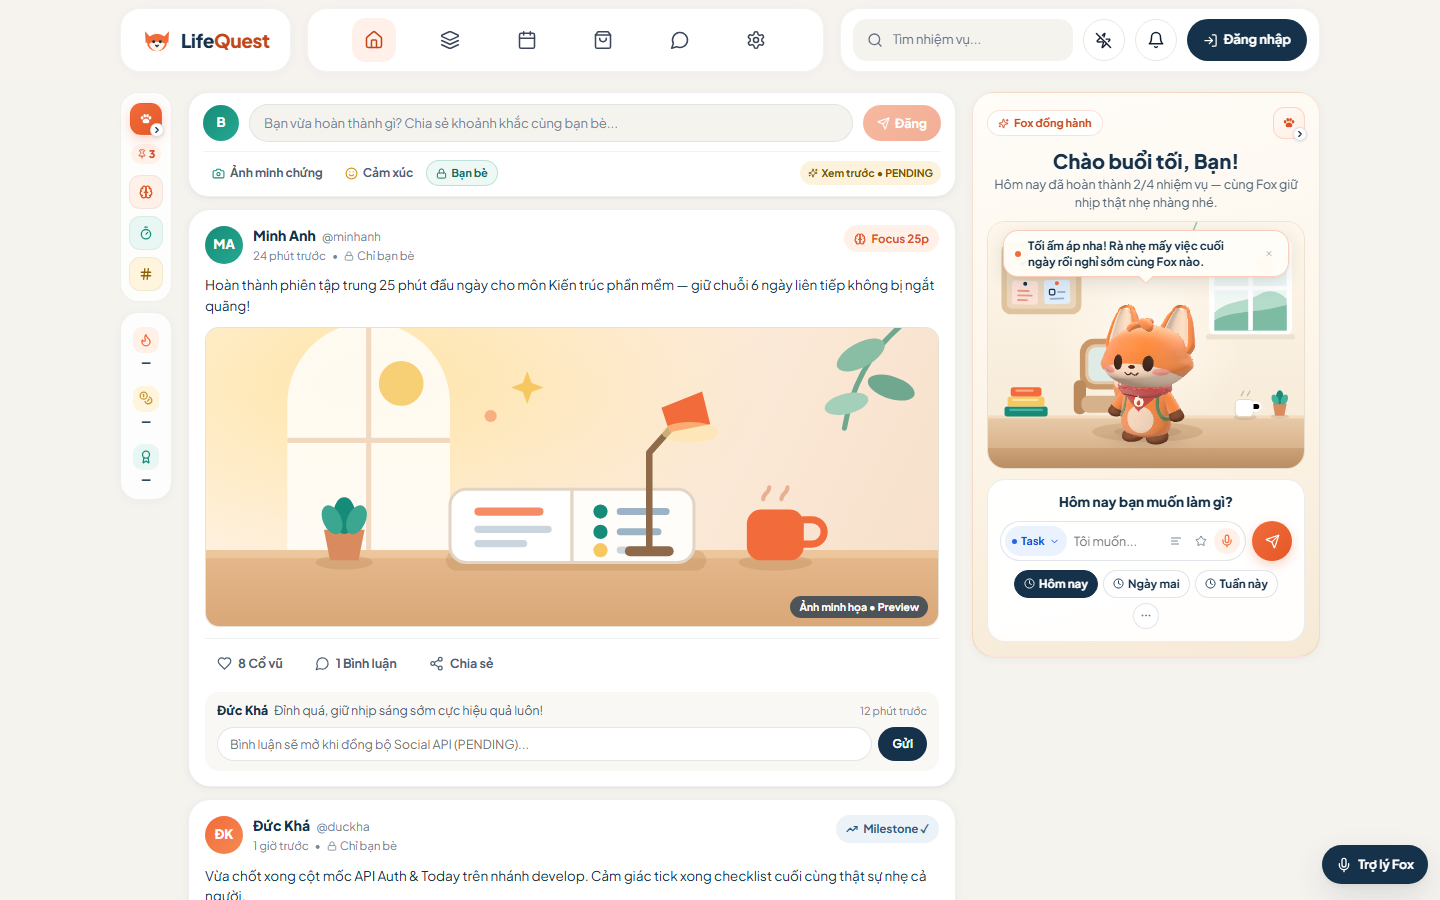 LifeQuest
Tìm nhiệm vụ...
Đăng nhập
3
B
Bạn vừa hoàn thành gì? Chia sẻ khoảnh khắc cùng bạn bè...
Đăng
Ảnh minh chứng
Cảm xúc
Bạn bè
Xem trước • PENDING
MA
Minh Anh @minhanh
24 phút trước • Chỉ bạn bè
Focus 25p
Hoàn thành phiên tập trung 25 phút đầu ngày cho môn Kiến trúc phần mềm — giữ chuỗi 6 ngày liên tiếp không bị ngắt
quãng!
Ảnh minh họa • Preview
8 Cổ vũ
1 Bình luận
Chia sẻ
Đức Khá Đỉnh quá, giữ nhịp sáng sớm cực hiệu quả luôn!
12 phút trước
Bình luận sẽ mở khi đồng bộ Social API (PENDING)...
Gửi
ĐK
Đức Khá @duckha
1 giờ trước • Chỉ bạn bè
Milestone ✓
Vừa chốt xong cột mốc API Auth & Today trên nhánh develop. Cảm giác tick xong checklist cuối cùng thật sự nhẹ cả
người.
Fox đồng hành
Chào buổi tối, Bạn!
Hôm nay đã hoàn thành 2/4 nhiệm vụ — cùng Fox giữ
nhịp thật nhẹ nhàng nhé.
Tối ấm áp nha! Rà nhẹ mấy việc cuối
ngày rồi nghỉ sớm cùng Fox nào.
Hôm nay bạn muốn làm gì?
Task
Tôi muốn...
Hôm nay
Ngày mai
Tuần này
Trợ lý Fox